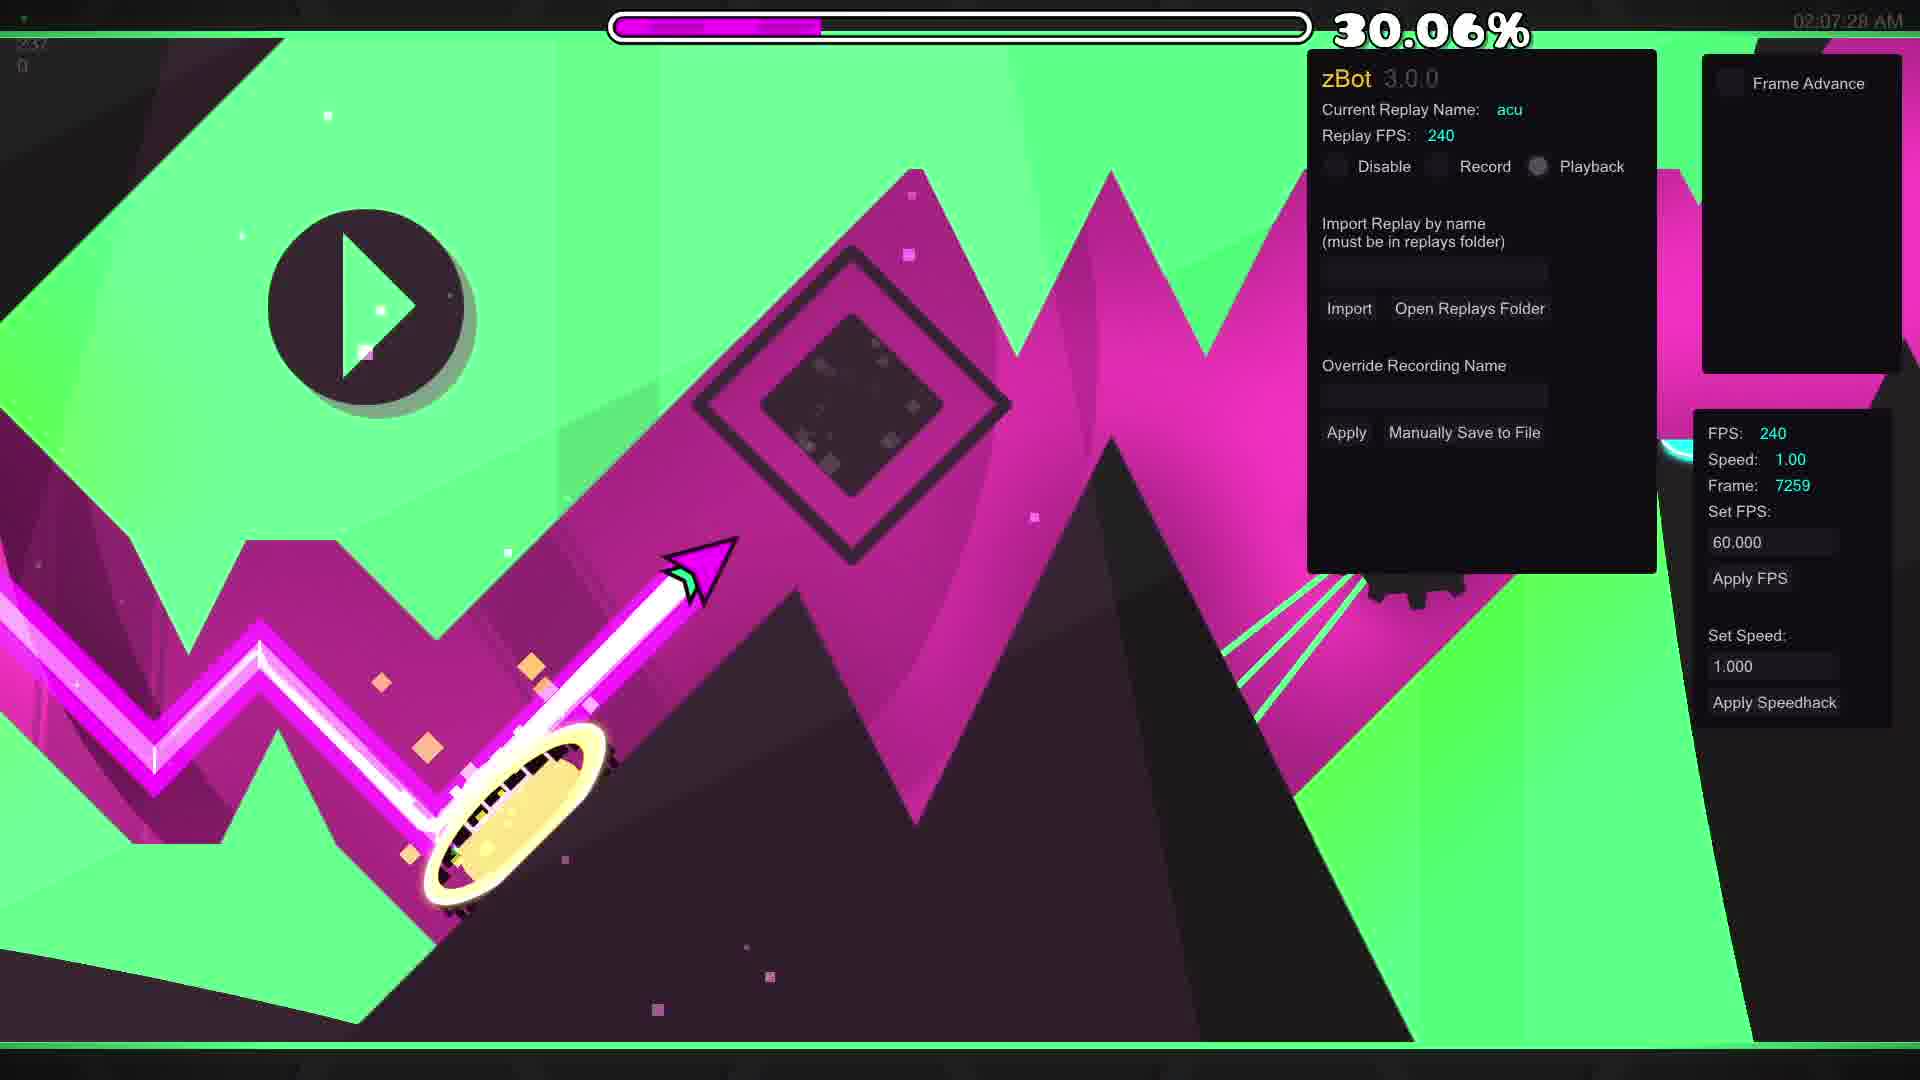 30.06%
02:07:28 AM
237
0
zBot 3.0.0
Current Replay Name: acu
Replay FPS: 240
Disable Record Playback
Import Replay by name
(must be in replays folder)
Import Open Replays Folder
Override Recording Name
Apply Manually Save to File
Frame Advance
FPS: 240
Speed: 1.00
Frame: 7259
Set FPS:
60.000
Apply FPS
Set Speed:
1.000
Apply Speedhack